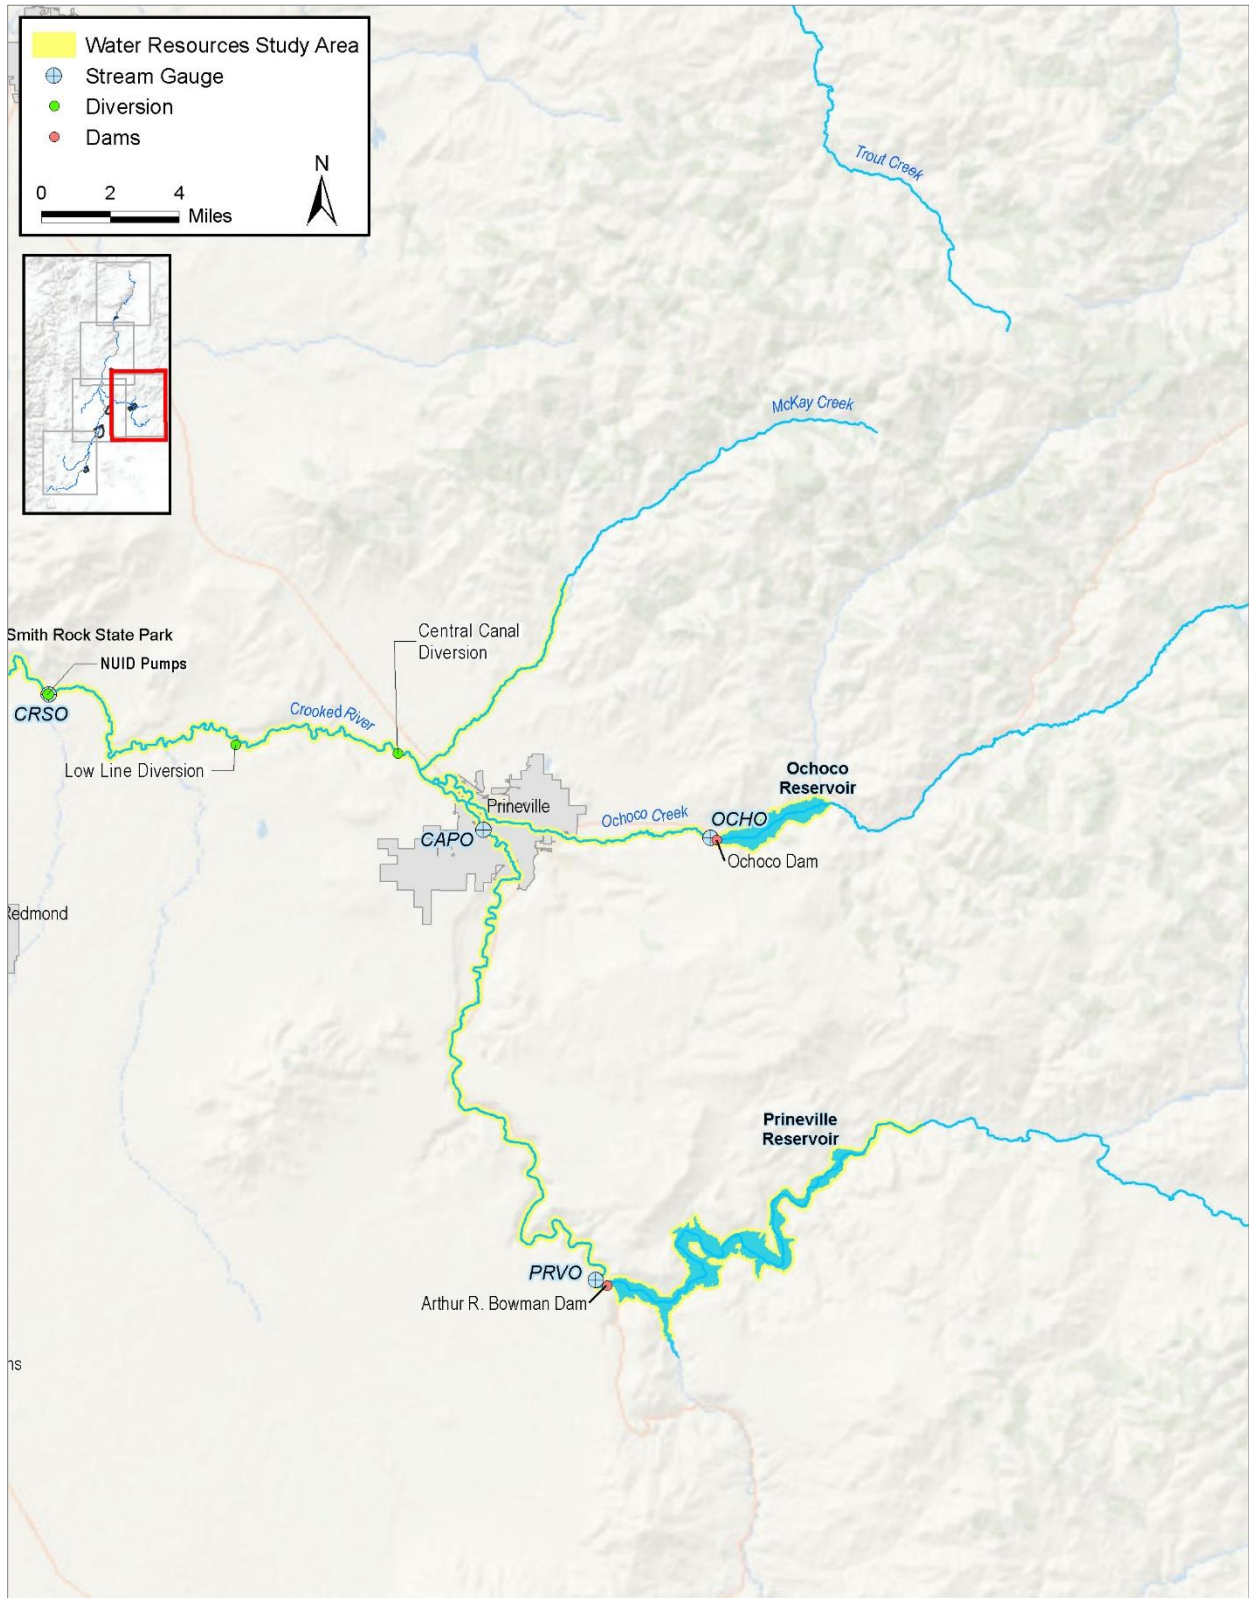 Water Resources Study Area
Stream Gauge
Diversion
Dams
N
0 2 4
Miles
Trout Creek
McKay Creek
Central Canal
Diversion
Smith Rock State Park
NUID Pumps
CRSO
Crooked River
Low Line Diversion
Ochoco
Reservoir
Prineville
Ochoco Creek
OCHO
CAPO
Ochoco Dam
Redmond
Prineville
Reservoir
PRVO
Arthur R. Bowman Dam
ns